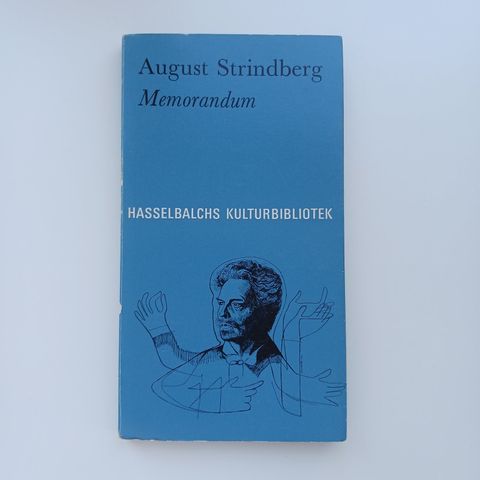 August Strindberg
Memorandum
HASSELBALCHS KULTURBIBLIOTEK